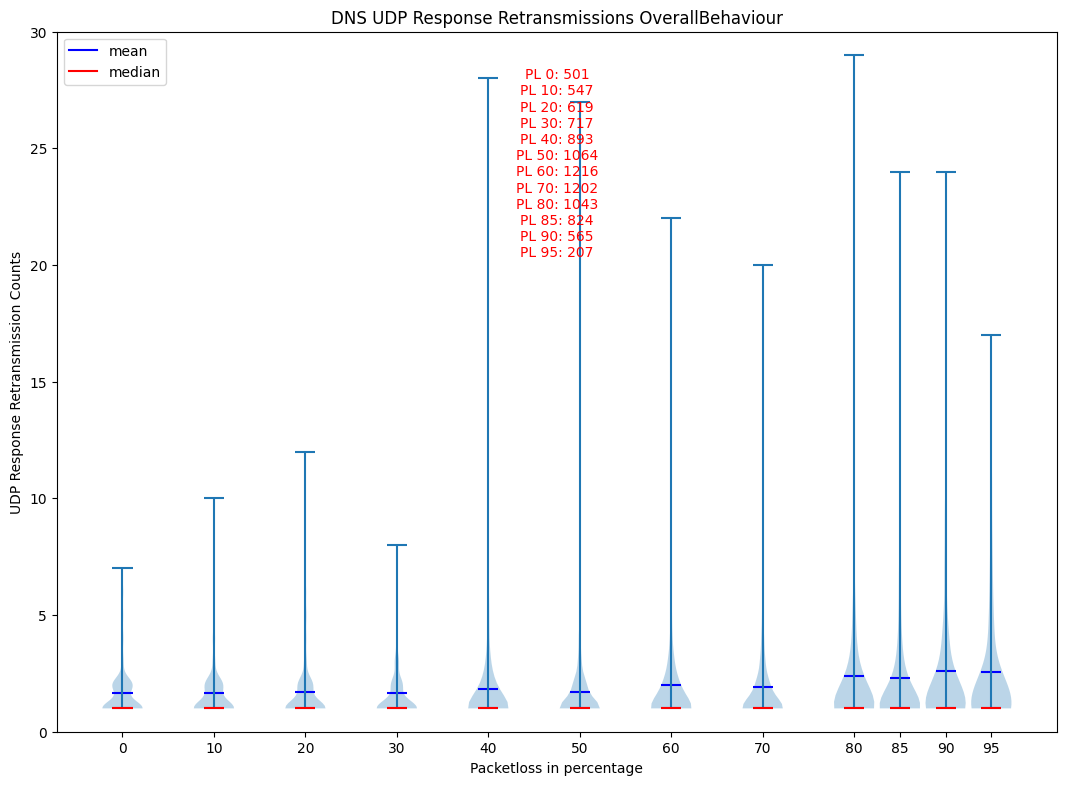 DNS UDP Response Retransmissions OverallBehaviour
mean
median
PL 0: 501
PL 10: 547
PL 20: 619
PL 30: 717
PL 40: 893
PL 50: 1064
PL 60: 1216
PL 70: 1202
PL 80: 1043
PL 85: 824
PL 90: 565
PL 95: 207
UDP Response Retransmission Counts
30
25
20
15
10
5
0
0 10 20 30 40 50 60 70 80 85 90 95
Packetloss in percentage